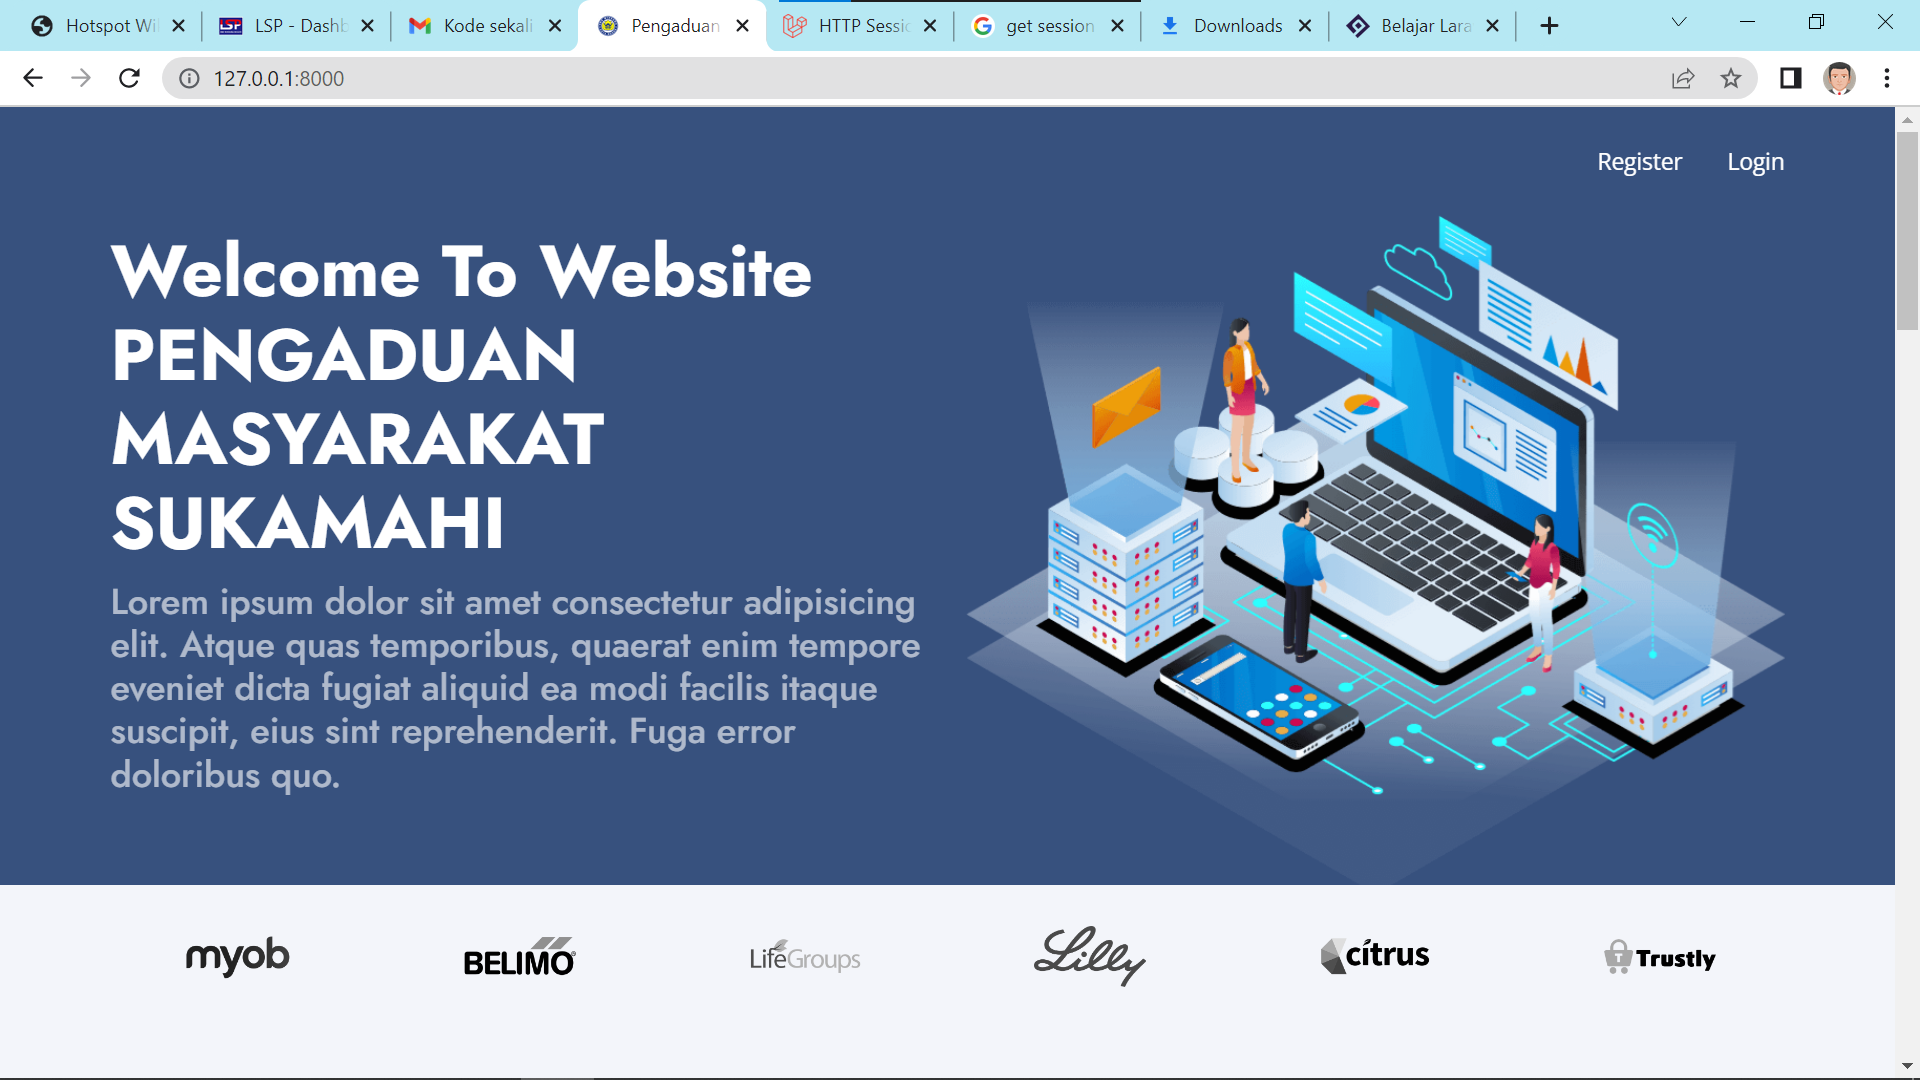 Hotspot Wi
LSP - Dashb
Kode sekali
Pengaduan
HTTP Sessic
get session
Downloads
Belajar Lara
127.0.0.1:8000
Register
Login
Welcome To Website
PENGADUAN
MASYARAKAT
SUKAMAHI
Lorem ipsum dolor sit amet consectetur adipisicing
elit. Atque quas temporibus, quaerat enim tempore
eveniet dicta fugiat aliquid ea modi facilis itaque
suscipit, eius sint reprehenderit. Fuga error
doloribus quo.
myob
BELIMO
LifeGroups
Lilly
citrus
Trustly